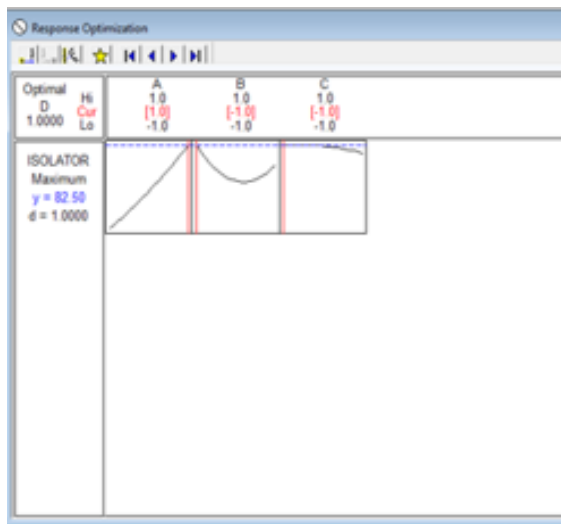 Response Optimization
Optimal
D
1.0000
Hi
Cur
Lo
A
1.0
[1.0]
-1.0
B
1.0
[-1.0]
-1.0
C
1.0
[-1.0]
-1.0
ISOLATOR
Maximum
y = 82.50
d = 1.0000